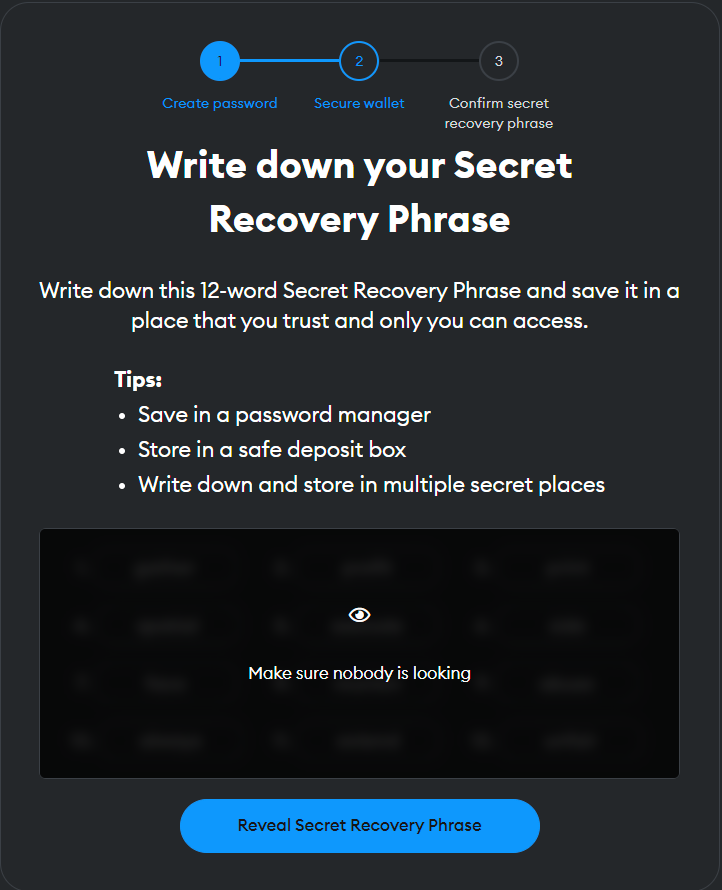 1 2 3
Create password Secure wallet Confirm secret
recovery phrase
Write down your Secret
Recovery Phrase
Write down this 12-word Secret Recovery Phrase and save it in a
place that you trust and only you can access.
Tips:
• Save in a password manager
• Store in a safe deposit box
• Write down and store in multiple secret places
Make sure nobody is looking
Reveal Secret Recovery Phrase